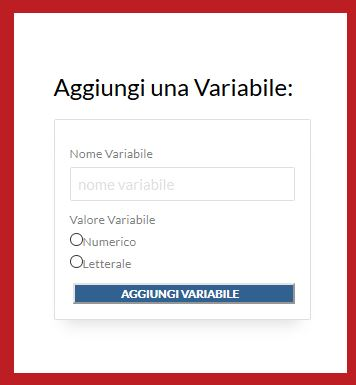 Aggiungi una Variabile:
Nome Variabile
nome variabile
Valore Variabile
Numerico
Letterale
AGGIUNGI VARIABILE